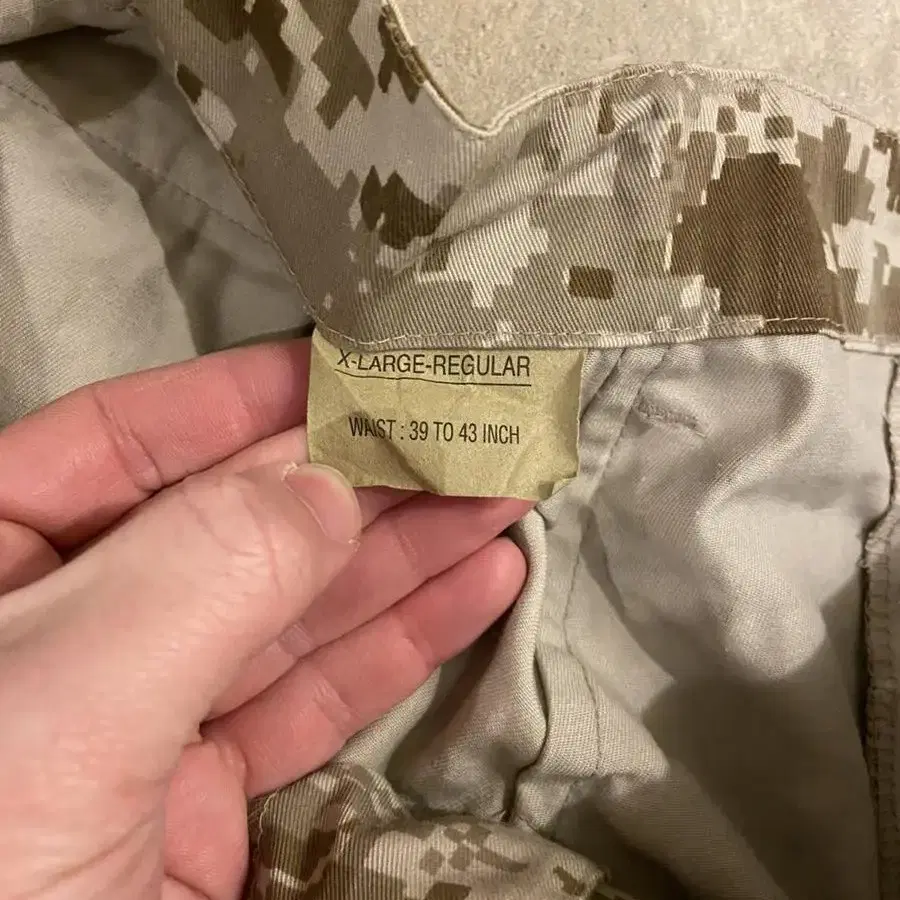 X-LARGE-REGULAR
WAIST : 39 TO 43 INCH